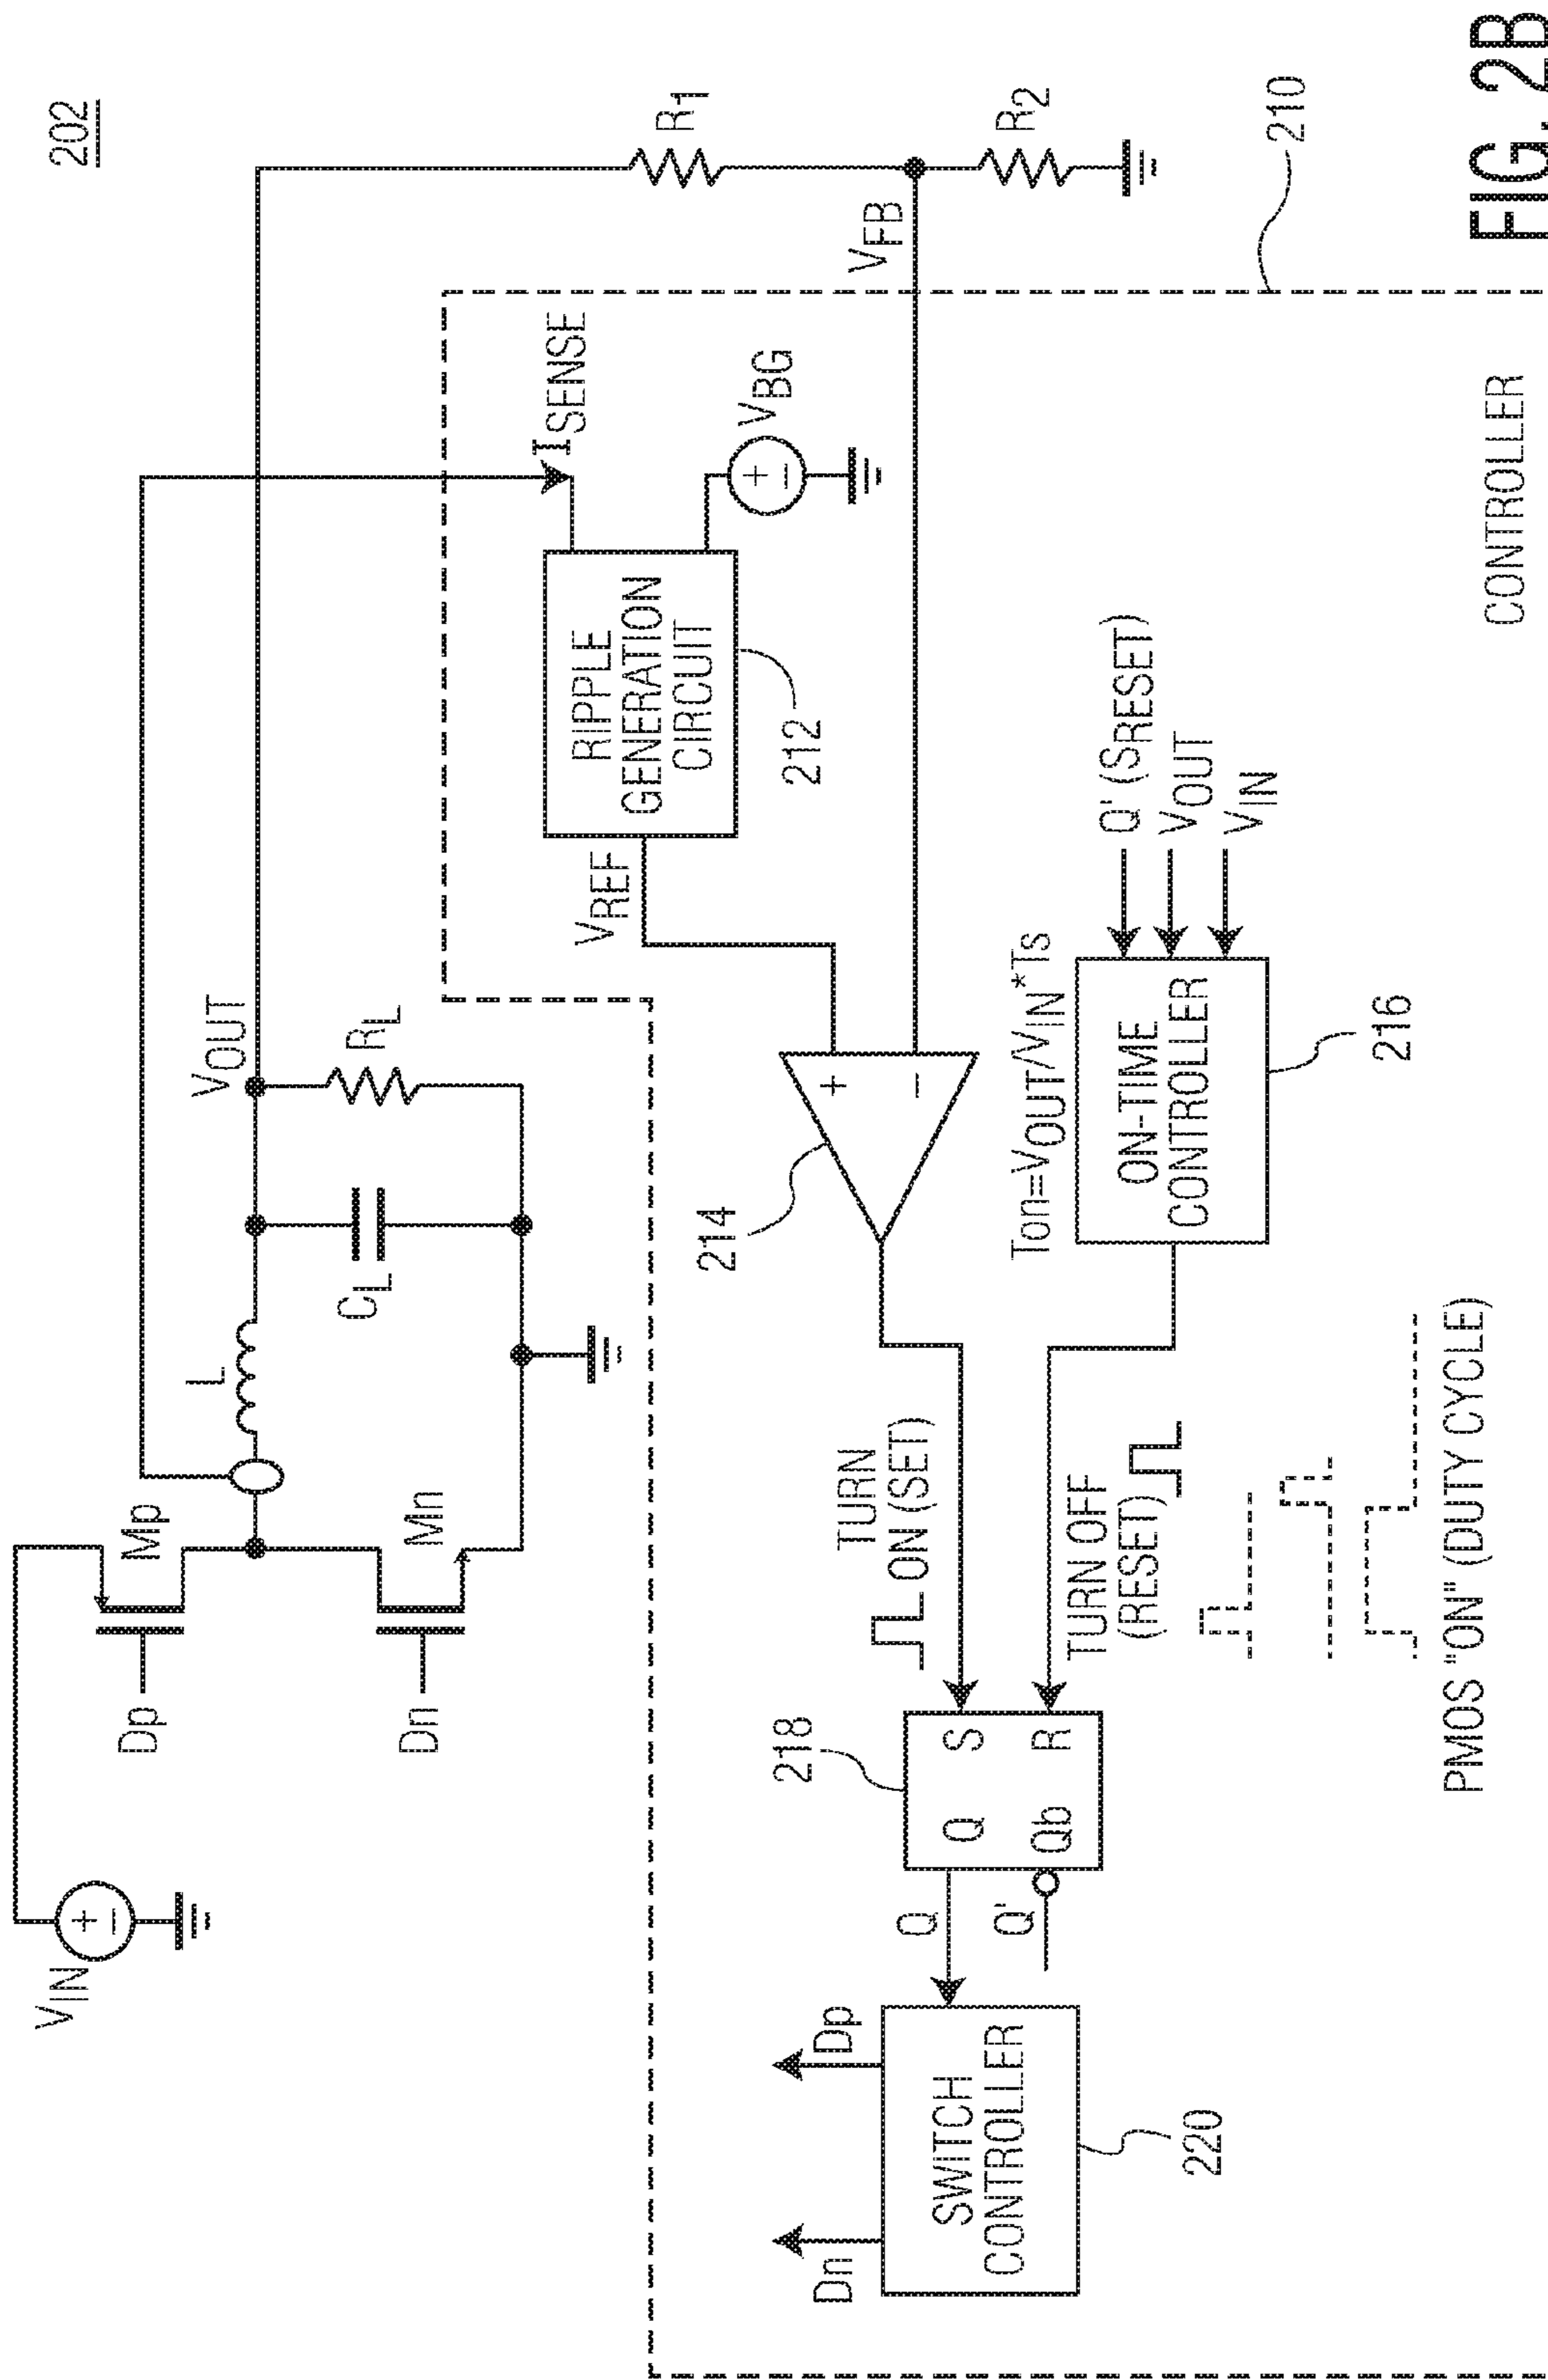 202
VIN
Dp
Mp
Dn
Mn
L
CL
VOUT
RL
R1
R2
VFB
ISENSE
VBG
RIPPLE
GENERATION
CIRCUIT
212
VREF
214
+
−
Ton=VOUT/VIN*Ts
ON-TIME
CONTROLLER
216
Q' (SRESET)
VOUT
VIN
TURN
ON (SET)
TURN OFF
(RESET)
218
Q
S
Qb
R
Q
Q'
Dn
Dp
SWITCH
CONTROLLER
220
PMOS "ON" (DUTY CYCLE)
CONTROLLER
210
FIG. 2B